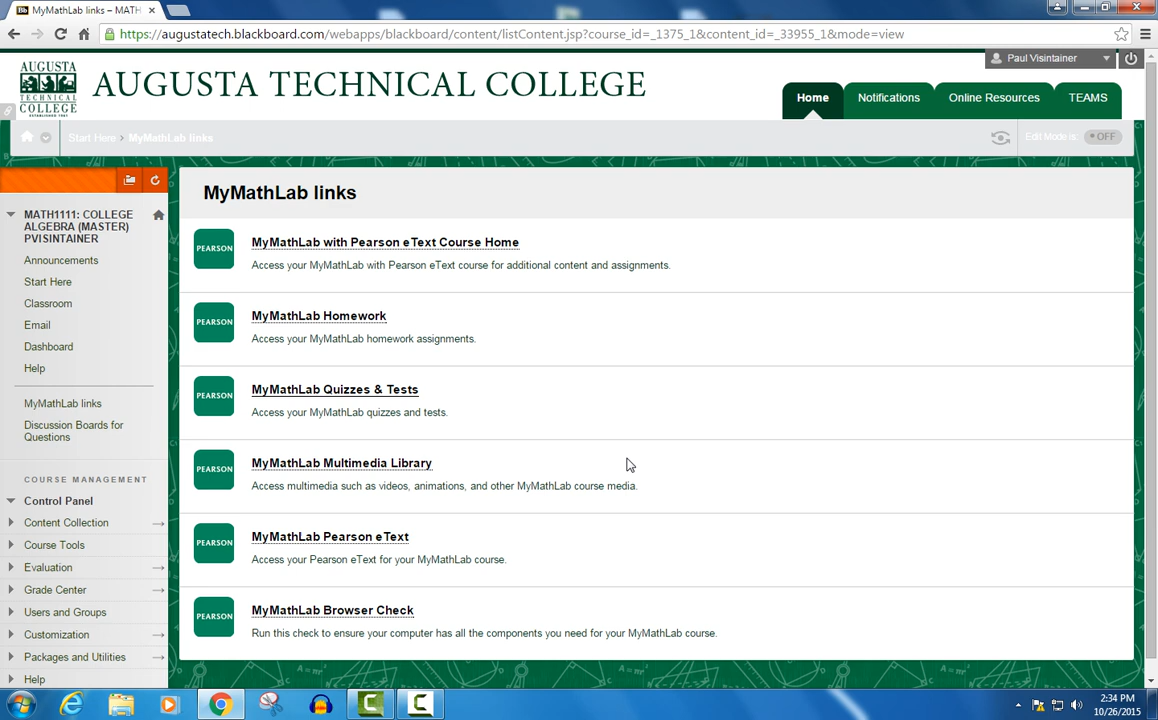 MyMathLab links – MATH
https://augustatech.blackboard.com/webapps/blackboard/content/listContent.jsp?course_id=_1375_1&content_id=_33955_1&mode=view
AUGUSTA
TECHNICAL
COLLEGE
AUGUSTA TECHNICAL COLLEGE
Paul Visintainer
Home
Notifications
Online Resources
TEAMS
Start Here > MyMathLab links
Edit Mode is: OFF
MATH1111: COLLEGE
ALGEBRA (MASTER)
PVISINTAINER
Announcements
Start Here
Classroom
Email
Dashboard
Help
MyMathLab links
Discussion Boards for
Questions
COURSE MANAGEMENT
Control Panel
Content Collection
Course Tools
Evaluation
Grade Center
Users and Groups
Customization
Packages and Utilities
Help
MyMathLab links
PEARSON
MyMathLab with Pearson eText Course Home
Access your MyMathLab with Pearson eText course for additional content and assignments.
PEARSON
MyMathLab Homework
Access your MyMathLab homework assignments.
PEARSON
MyMathLab Quizzes & Tests
Access your MyMathLab quizzes and tests.
PEARSON
MyMathLab Multimedia Library
Access multimedia such as videos, animations, and other MyMathLab course media.
PEARSON
MyMathLab Pearson eText
Access your Pearson eText for your MyMathLab course.
PEARSON
MyMathLab Browser Check
Run this check to ensure your computer has all the components you need for your MyMathLab course.
2:34 PM
10/26/2015